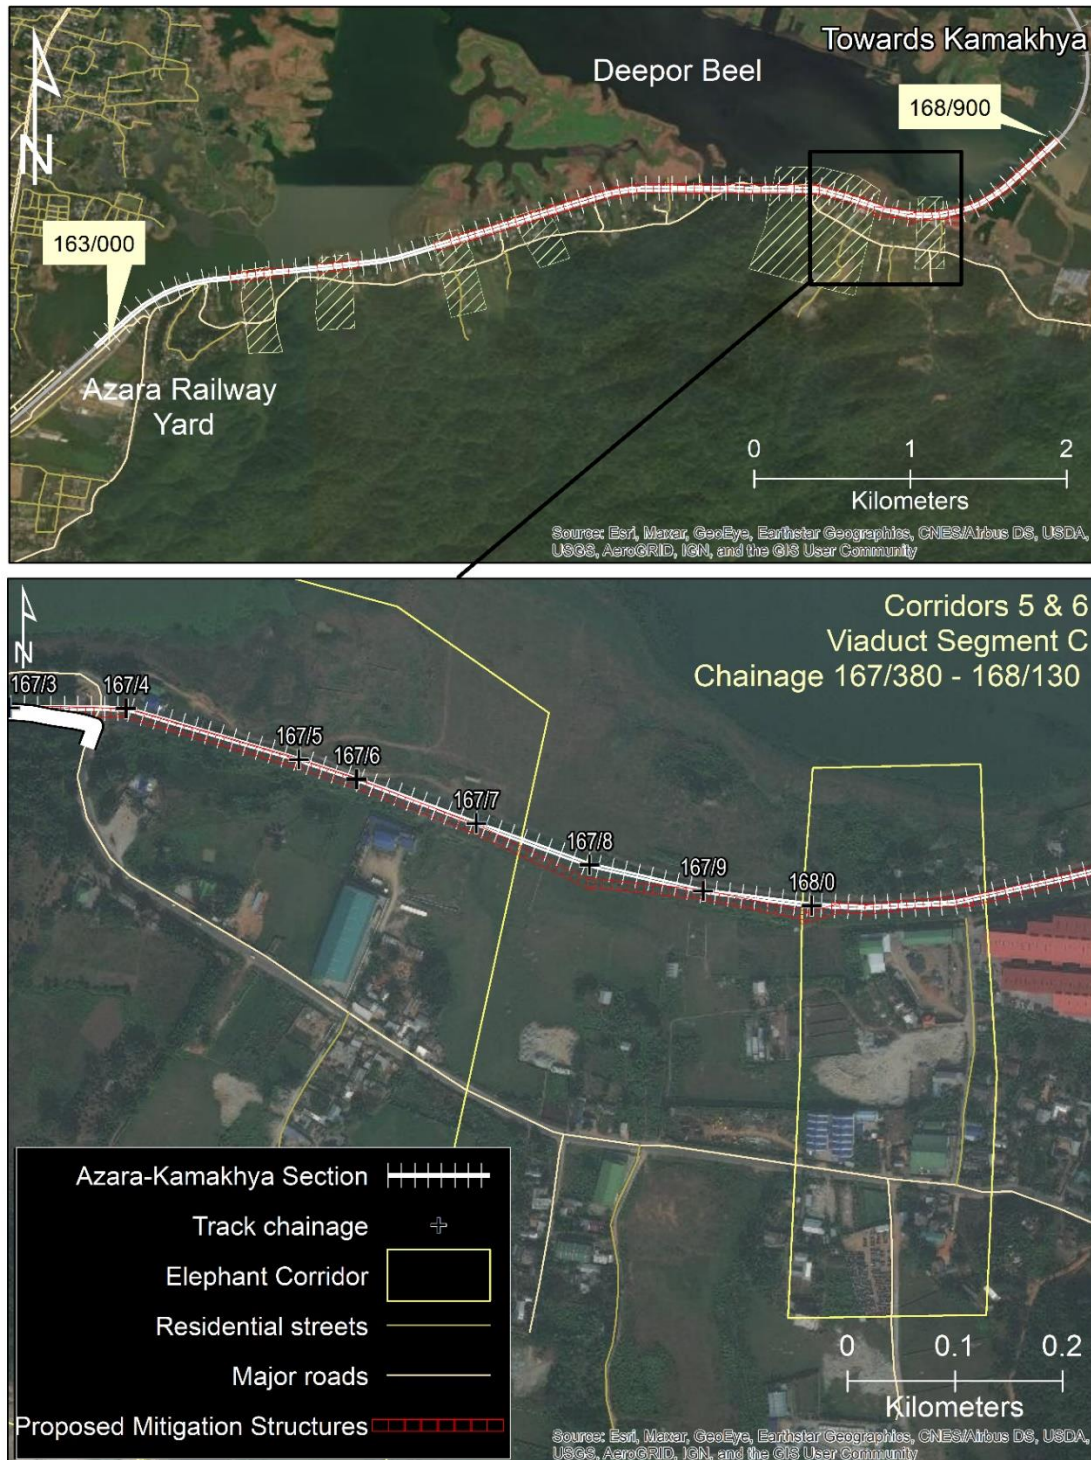 Towards Kamakhya
Deepor Beel
168/900
N
163/000
Azara Railway
Yard
0 1 2
Kilometers
Source: Esri, Maxar, GeoEye, Earthstar Geographics, CNES/Airbus DS, USDA,
USGS, AeroGRID, IGN, and the GIS User Community
N
Corridors 5 & 6
Viaduct Segment C
Chainage 167/380 - 168/130
167/3
167/4
167/5
167/6
167/7
167/8
167/9
168/0
Azara-Kamakhya Section
Track chainage
Elephant Corridor
Residential streets
Major roads
Proposed Mitigation Structures
0 0.1 0.2
Kilometers
Source: Esri, Maxar, GeoEye, Earthstar Geographics, CNES/Airbus DS, USDA,
USGS, AeroGRID, IGN, and the GIS User Community